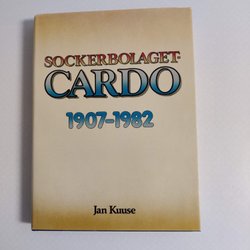 SOCKERBOLAGET-
CARDO
1907-1982
Jan Kuuse